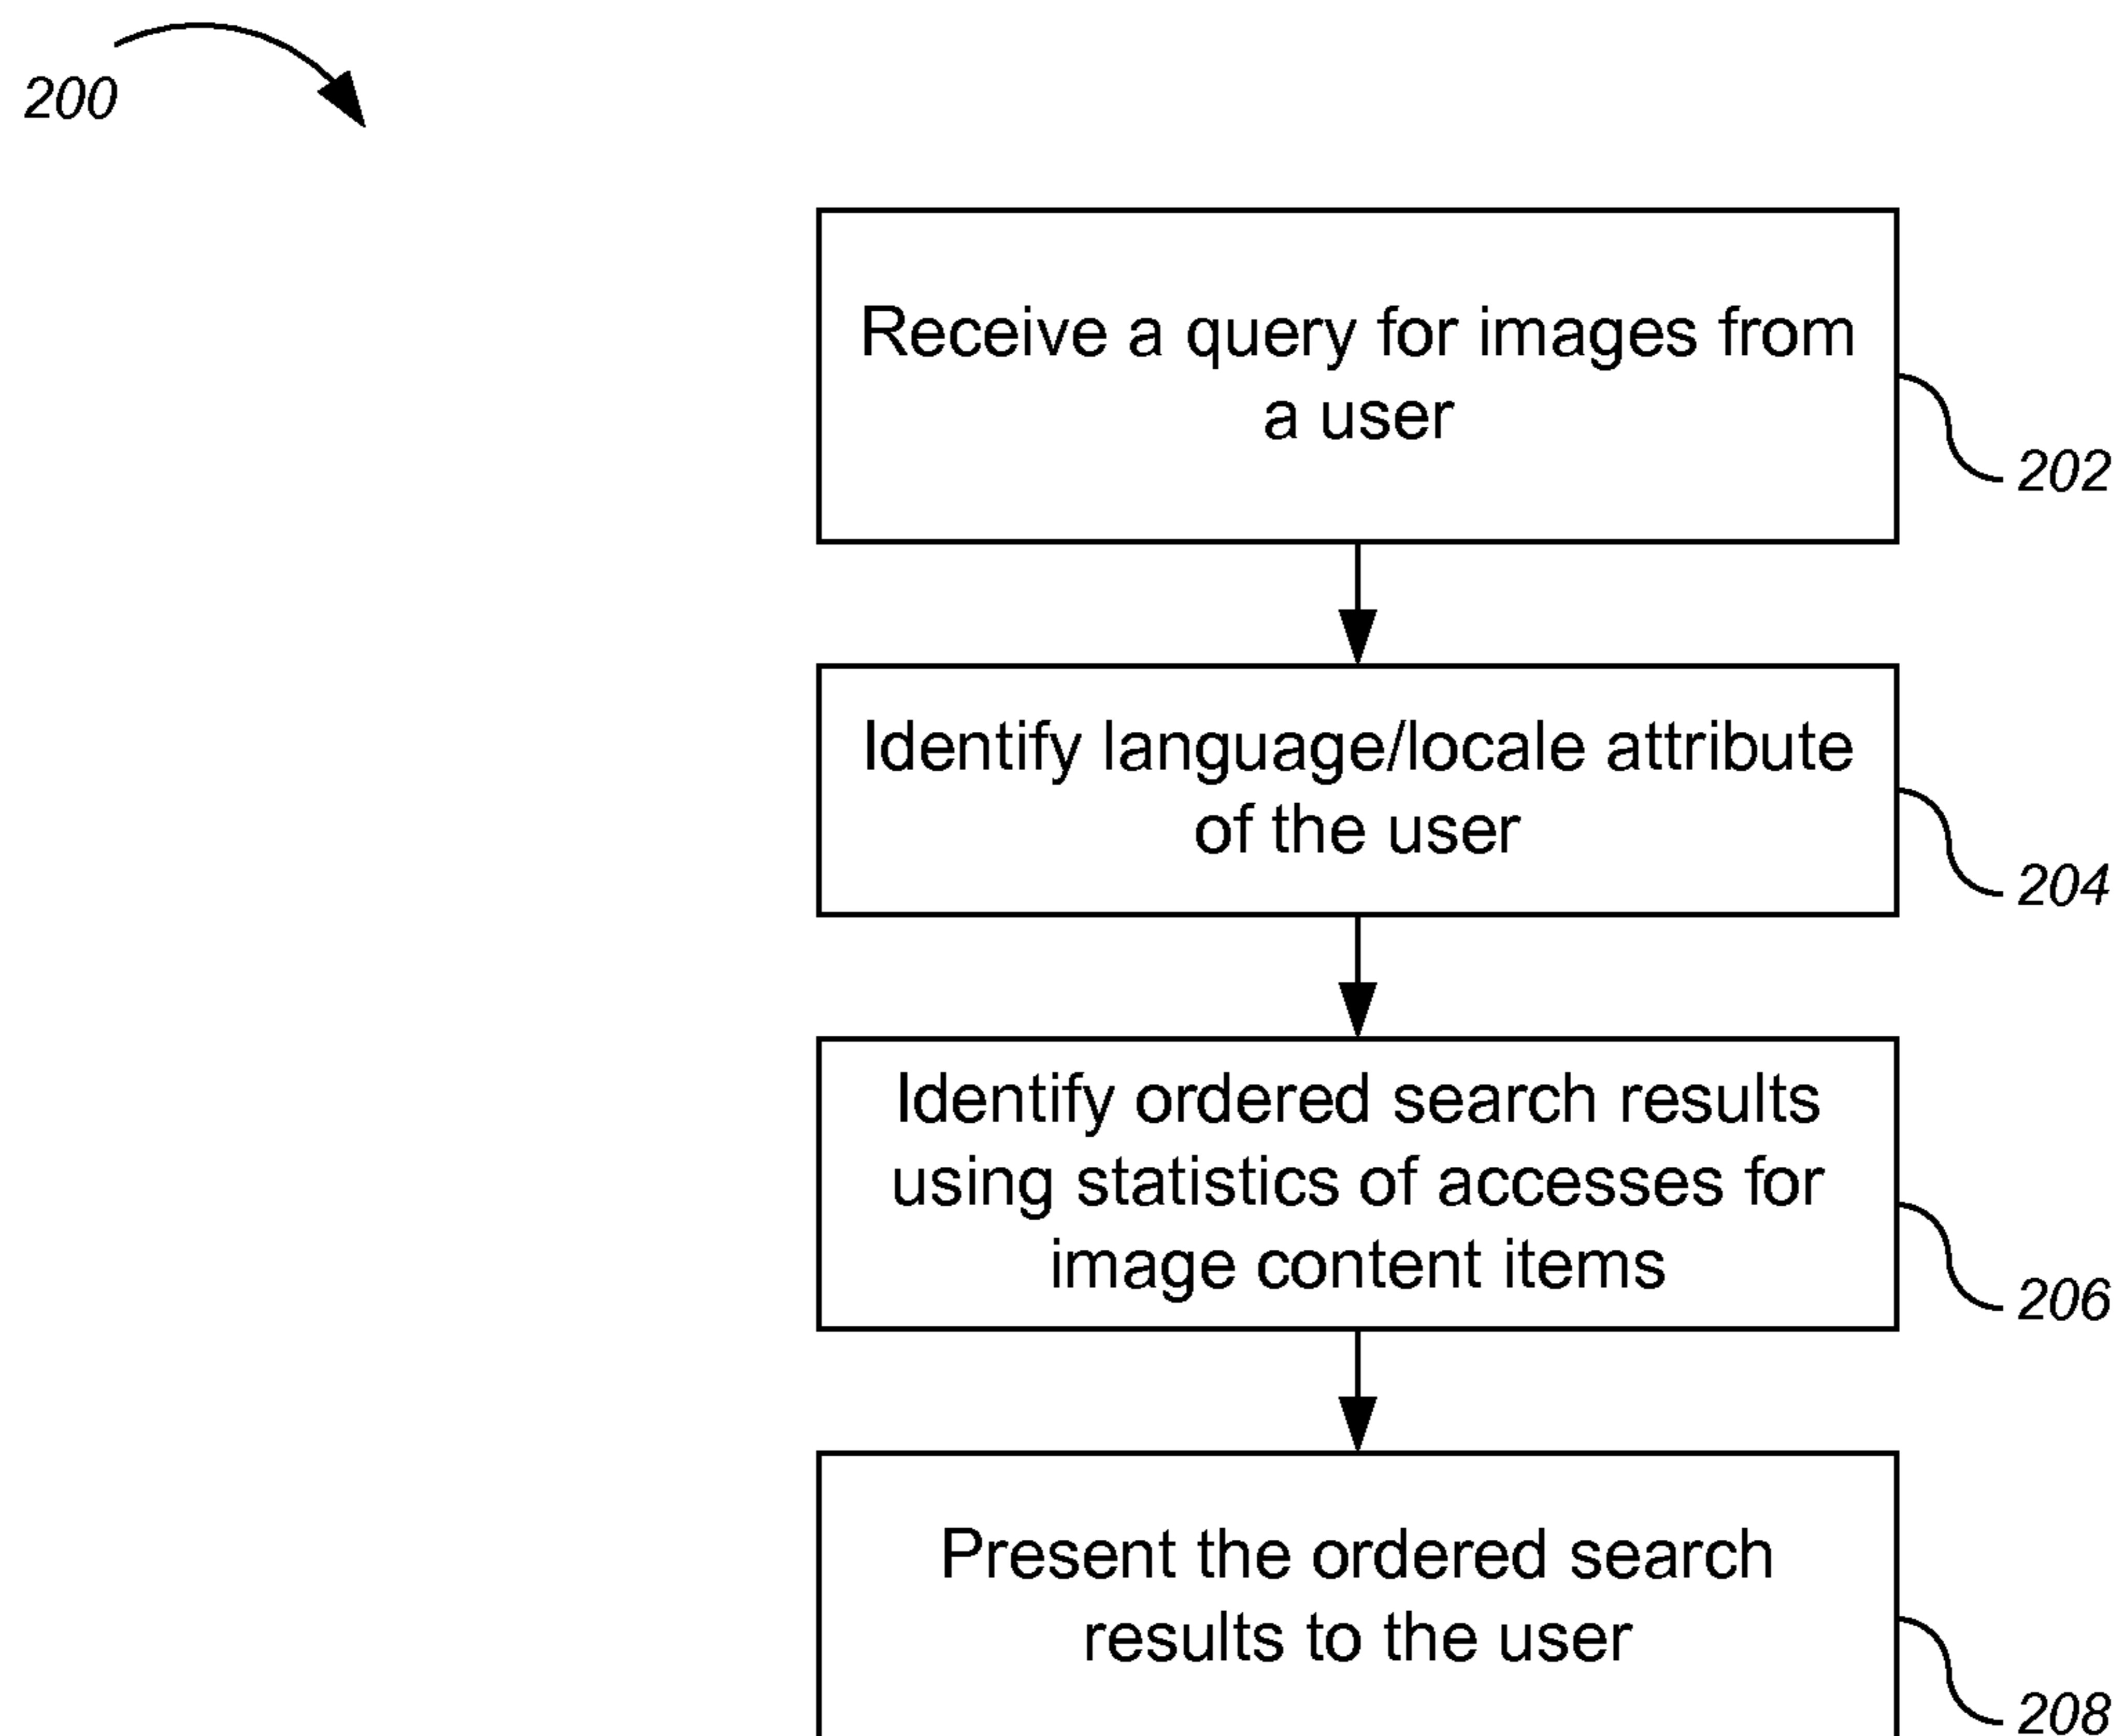 200
Receive a query for images from
a user
202
Identify language/locale attribute
of the user
204
Identify ordered search results
using statistics of accesses for
image content items
206
Present the ordered search
results to the user
208